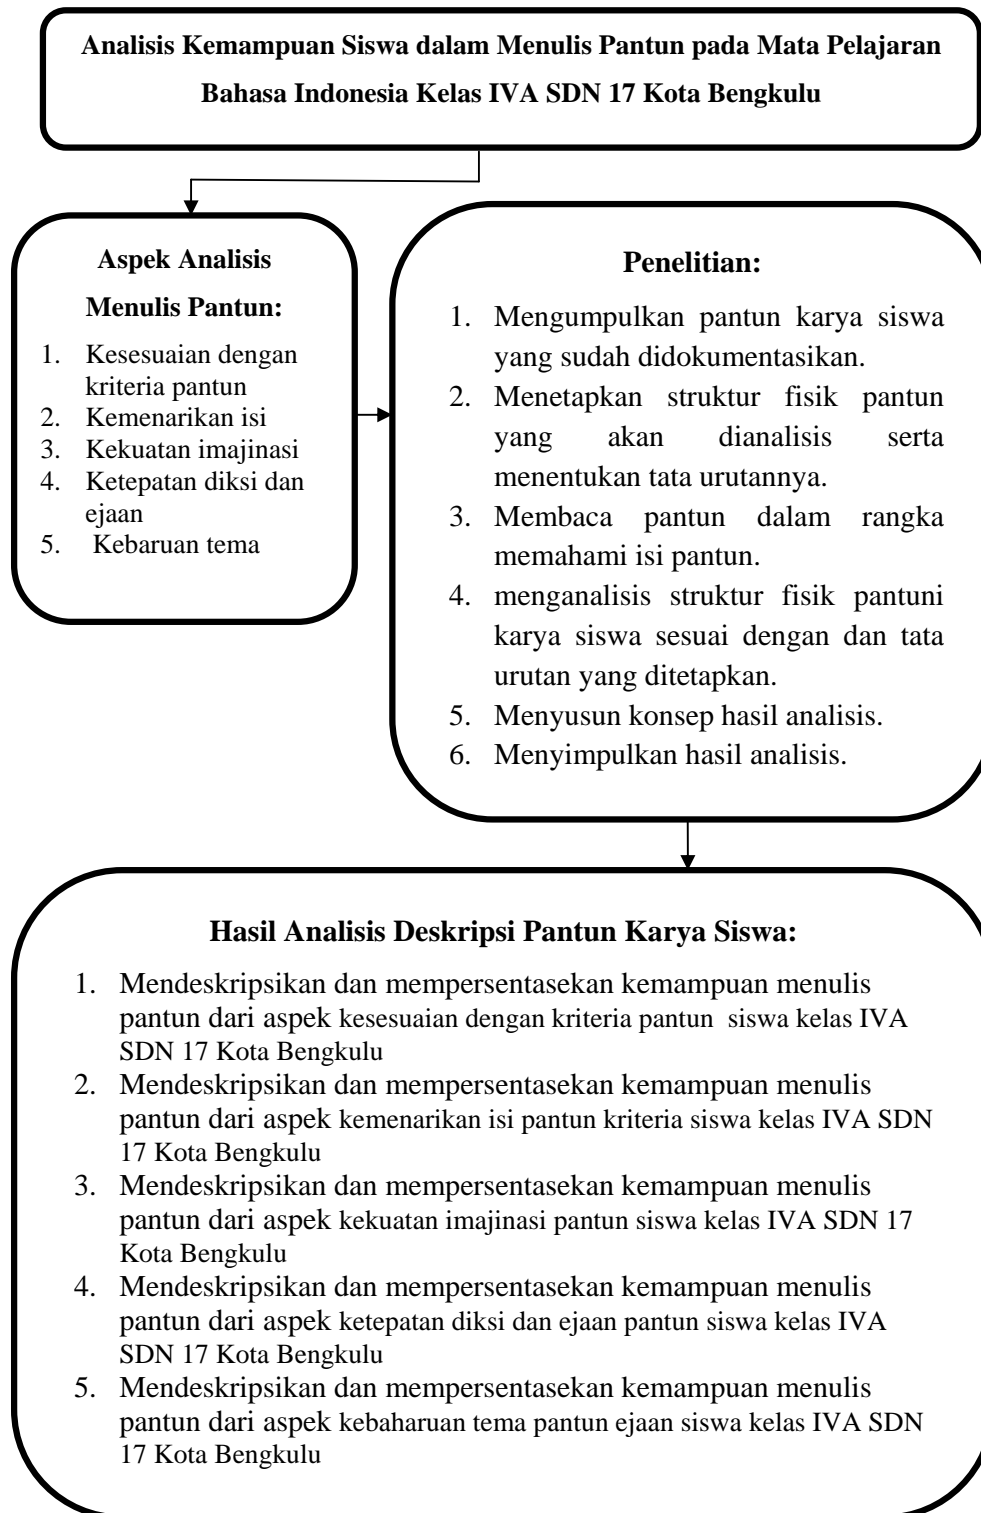 Analisis Kemampuan Siswa dalam Menulis Pantun pada Mata Pelajaran
Bahasa Indonesia Kelas IVA SDN 17 Kota Bengkulu
Aspek Analisis
Menulis Pantun:
1. Kesesuaian dengan
kriteria pantun
2. Kemenarikan isi
3. Kekuatan imajinasi
4. Ketepatan diksi dan
ejaan
5. Kebaruan tema
Penelitian:
1. Mengumpulkan pantun karya siswa
yang sudah didokumentasikan.
2. Menetapkan struktur fisik pantun
yang akan dianalisis serta
menentukan tata urutannya.
3. Membaca pantun dalam rangka
memahami isi pantun.
4. menganalisis struktur fisik pantuni
karya siswa sesuai dengan dan tata
urutan yang ditetapkan.
5. Menyusun konsep hasil analisis.
6. Menyimpulkan hasil analisis.
Hasil Analisis Deskripsi Pantun Karya Siswa:
1. Mendeskripsikan dan mempersentasekan kemampuan menulis
pantun dari aspek kesesuaian dengan kriteria pantun siswa kelas IVA
SDN 17 Kota Bengkulu
2. Mendeskripsikan dan mempersentasekan kemampuan menulis
pantun dari aspek kemenarikan isi pantun kriteria siswa kelas IVA SDN
17 Kota Bengkulu
3. Mendeskripsikan dan mempersentasekan kemampuan menulis
pantun dari aspek kekuatan imajinasi pantun siswa kelas IVA SDN 17
Kota Bengkulu
4. Mendeskripsikan dan mempersentasekan kemampuan menulis
pantun dari aspek ketepatan diksi dan ejaan pantun siswa kelas IVA
SDN 17 Kota Bengkulu
5. Mendeskripsikan dan mempersentasekan kemampuan menulis
pantun dari aspek kebaharuan tema pantun ejaan siswa kelas IVA SDN
17 Kota Bengkulu